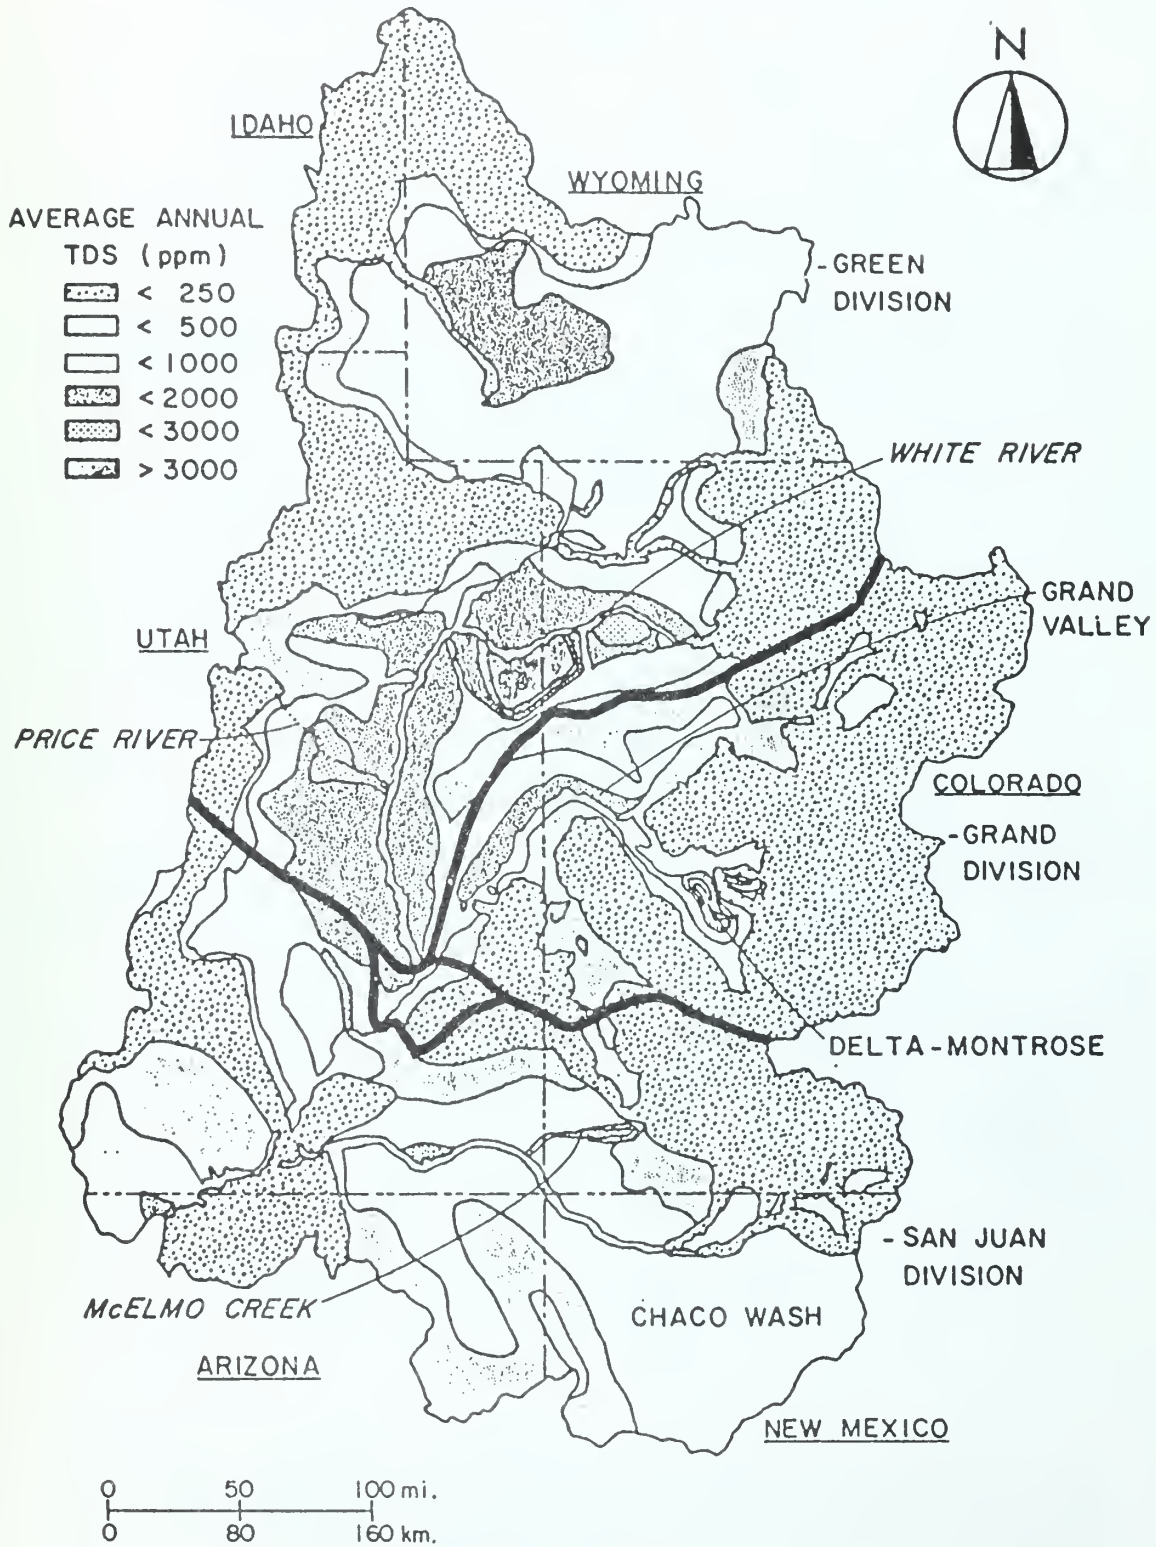 N
IDAHO
WYOMING
AVERAGE ANNUAL
TDS (ppm)
< 250
< 500
< 1000
< 2000
< 3000
> 3000
- GREEN
DIVISION
WHITE RIVER
GRAND
VALLEY
UTAH
PRICE RIVER
COLORADO
- GRAND
DIVISION
DELTA-MONTROSE
- SAN JUAN
DIVISION
McELMO CREEK
CHACO WASH
ARIZONA
NEW MEXICO
0 50 100 mi.
0 80 160 km.